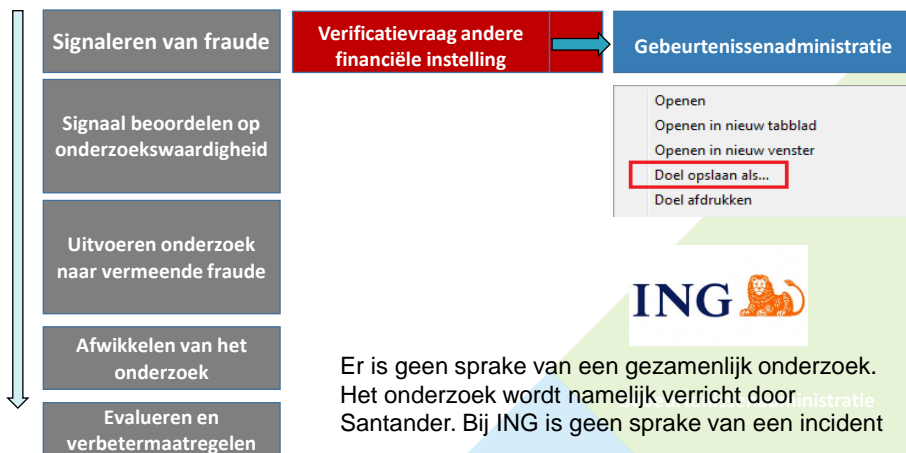 Signaleren van fraude
Verificatievraag andere
financiële instelling
Gebeurtenissenadministratie
Openen
Openen in nieuw tabblad
Openen in nieuw venster
Doel opslaan als...
Doel afdrukken
Signaal beoordelen op
onderzoekswaardigheid
Uitvoeren onderzoek
naar vermeende fraude
ING
Afwikkelen van het
onderzoek
Er is geen sprake van een gezamenlijk onderzoek.
Het onderzoek wordt namelijk verricht door
Santander. Bij ING is geen sprake van een incident
Evalueren en
verbetermaatregelen